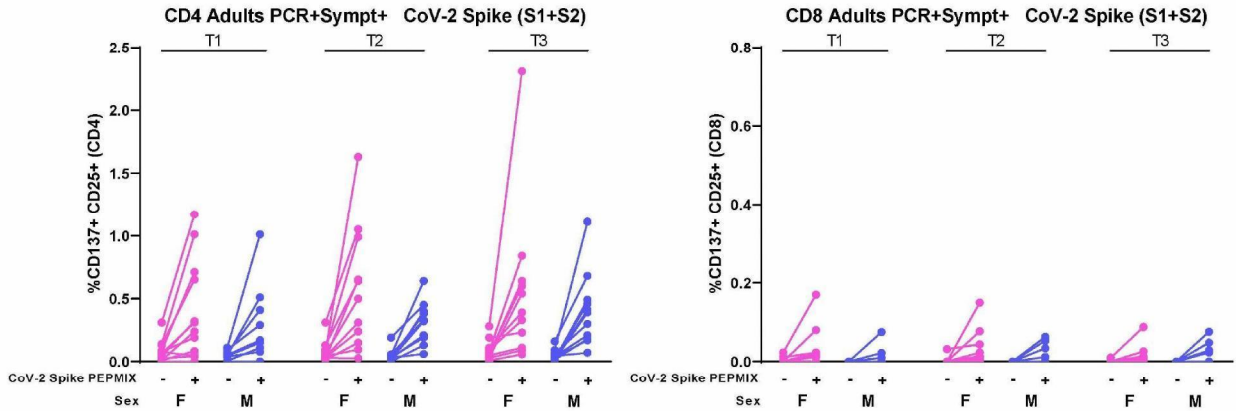 CD4 Adults PCR+Sympt+ CoV-2 Spike (S1+S2)
T1 T2 T3
%CD137+ CD25+ (CD4)
2.5
2.0
1.5
1.0
0.5
0.0
CoV-2 Spike PEPMIX - + - + - + - + - + - +
Sex F M F M F M
CD8 Adults PCR+Sympt+ CoV-2 Spike (S1+S2)
T1 T2 T3
%CD137+ CD25+ (CD8)
0.8
0.6
0.4
0.2
0.0
CoV-2 Spike PEPMIX - + - + - + - + - + - +
Sex F M F M F M